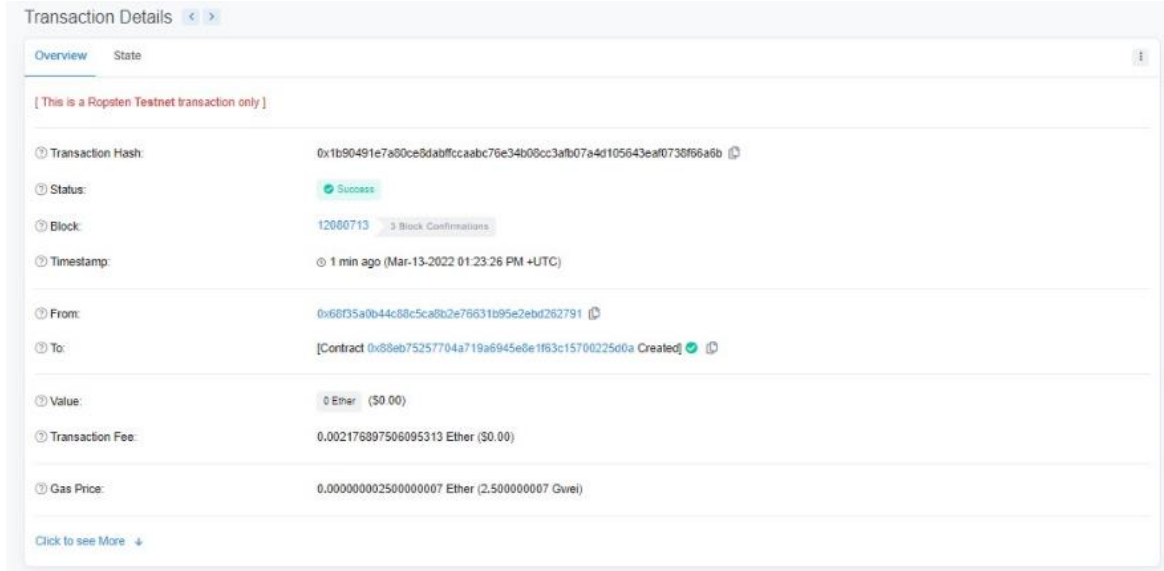 Transaction Details < >
Overview State
[ This is a Ropsten Testnet transaction only ]
Transaction Hash: 0x1b90491e7a80ce8dabffccaabc76e34b08cc3afb07a4d105643eaf0738f66a6b
Status: Success
Block: 12080713 3 Block Confirmations
Timestamp: 1 min ago (Mar-13-2022 01:23:26 PM +UTC)
From: 0x68f35a0b44c88c5ca8b2e76631b95e2ebd262791
To: [Contract 0x88eb75257704a719a6945e8e1f63c15700225d0a Created]
Value: 0 Ether ($0.00)
Transaction Fee: 0.002176897506095313 Ether ($0.00)
Gas Price: 0.000000002500000007 Ether (2.500000007 Gwei)
Click to see More